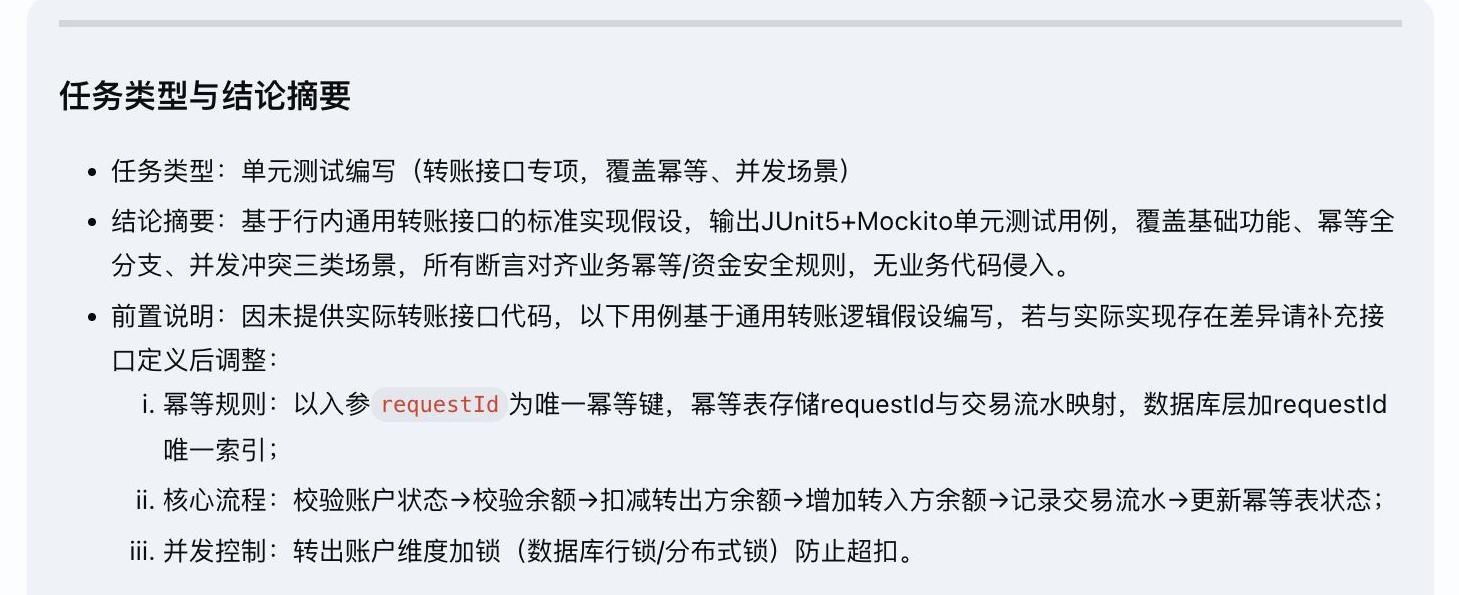 任务类型与结论摘要
• 任务类型：单元测试编写（转账接口专项，覆盖幂等、并发场景）
• 结论摘要：基于行内通用转账接口的标准实现假设，输出JUnit5+Mockito单元测试用例，覆盖基础功能、幂等全
分支、并发冲突三类场景，所有断言对齐业务幂等/资金安全规则，无业务代码侵入。
• 前置说明：因未提供实际转账接口代码，以下用例基于通用转账逻辑假设编写，若与实际实现存在差异请补充接
口定义后调整：
i. 幂等规则：以入参 requestId 为唯一幂等键，幂等表存储requestId与交易流水映射，数据库层加requestId
唯一索引；
ii. 核心流程：校验账户状态→校验余额→扣减转出方余额→增加转入方余额→记录交易流水→更新幂等表状态；
iii. 并发控制：转出账户维度加锁（数据库行锁/分布式锁）防止超扣。